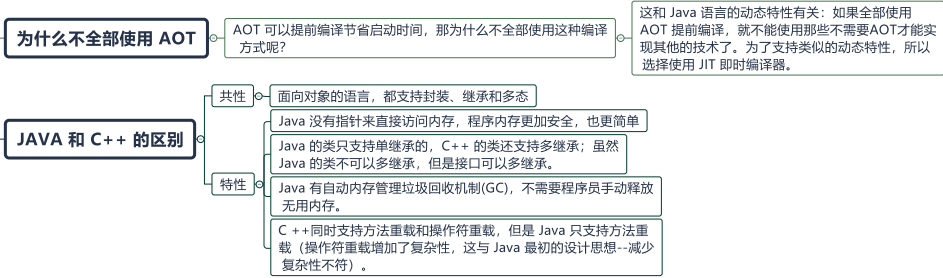 为什么不全部使用 AOT
AOT 可以提前编译节省启动时间，那为什么不全部使用这种编译
方式呢？
这和 Java 语言的动态特性有关：如果全部使用
AOT 提前编译，就不能使用那些不需要AOT才能实
现其他的技术了。为了支持类似的动态特性，所以
选择使用 JIT 即时编译器。
JAVA 和 C++ 的区别
共性
面向对象的语言，都支持封装、继承和多态
特性
Java 没有指针来直接访问内存，程序内存更加安全，也更简单
Java 的类只支持单继承的，C++ 的类还支持多继承；虽然
Java 的类不可以多继承，但是接口可以多继承。
Java 有自动内存管理垃圾回收机制(GC)，不需要程序员手动释放
无用内存。
C ++同时支持方法重载和操作符重载，但是 Java 只支持方法重
载（操作符重载增加了复杂性，这与 Java 最初的设计思想--减少
复杂性不符）。